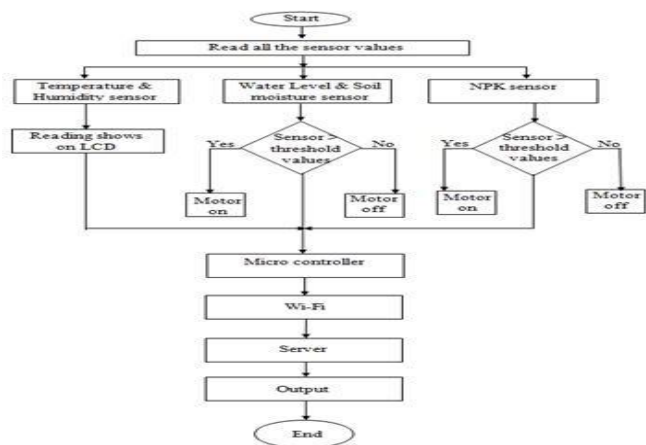 Start
Read all the sensor values
Temperature &
Humidity sensor
Water Level & Soil
moisture sensor
NPK sensor
Reading shows
on LCD
Yes
Sensor >
threshold
values
No
Yes
Sensor >
threshold
values
No
Motor
on
Motor
off
Motor
on
Motor
off
Micro controller
Wi-Fi
Server
Output
End